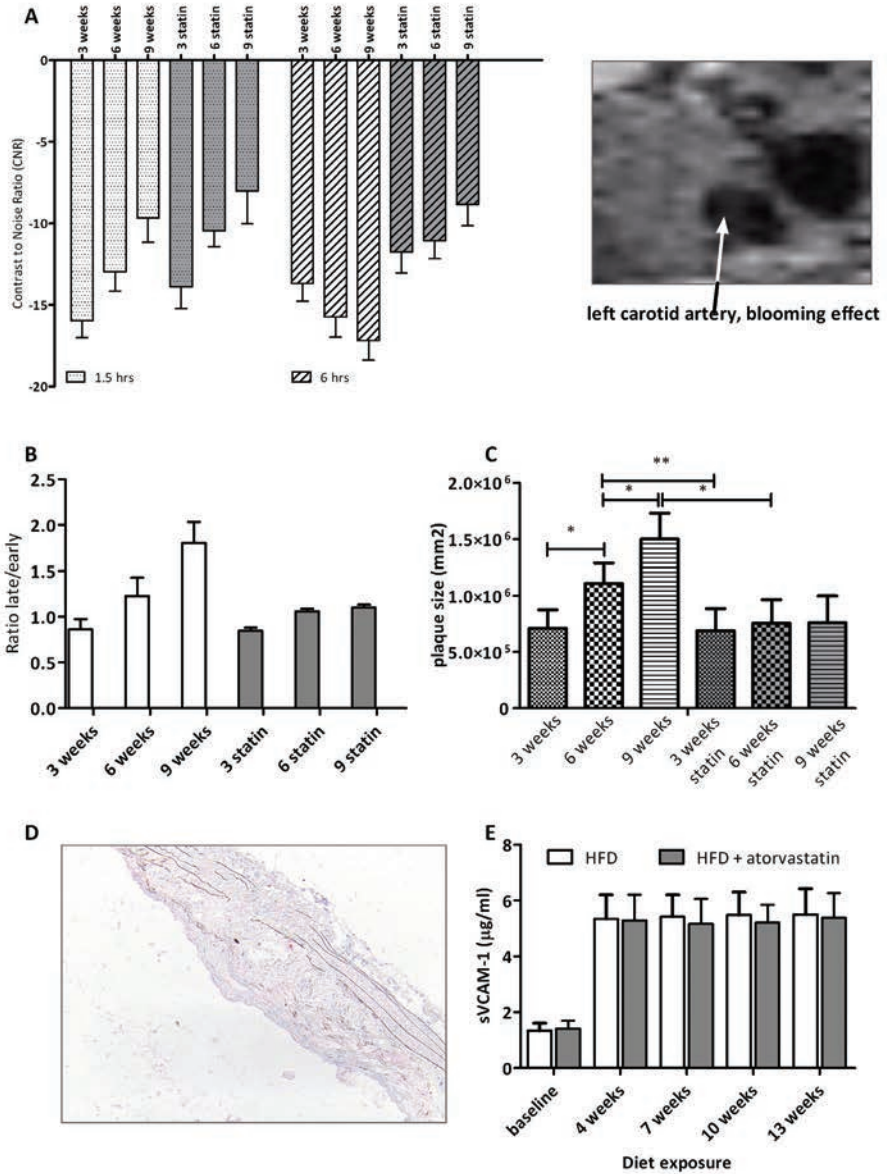 A
3 weeks
6 weeks
9 weeks
3 statin
6 statin
9 statin
3 weeks
6 weeks
9 weeks
3 statin
6 statin
9 statin
Contrast to Noise Ratio (CNR)
0
-5
-10
-15
-20
1.5 hrs
6 hrs
left carotid artery, blooming effect
B
Ratio late/early
2.5
2.0
1.5
1.0
0.5
0.0
3 weeks
6 weeks
9 weeks
3 statin
6 statin
9 statin
C
plaque size (mm2)
2.0×10⁶
1.5×10⁶
1.0×10⁶
5.0×10⁵
0
*
**
*
*
3 weeks
6 weeks
9 weeks
3 weeks
statin
6 weeks
statin
9 weeks
statin
D
E
sVCAM-1 (µg/ml)
8
6
4
2
0
HFD
HFD + atorvastatin
baseline
4 weeks
7 weeks
10 weeks
13 weeks
Diet exposure